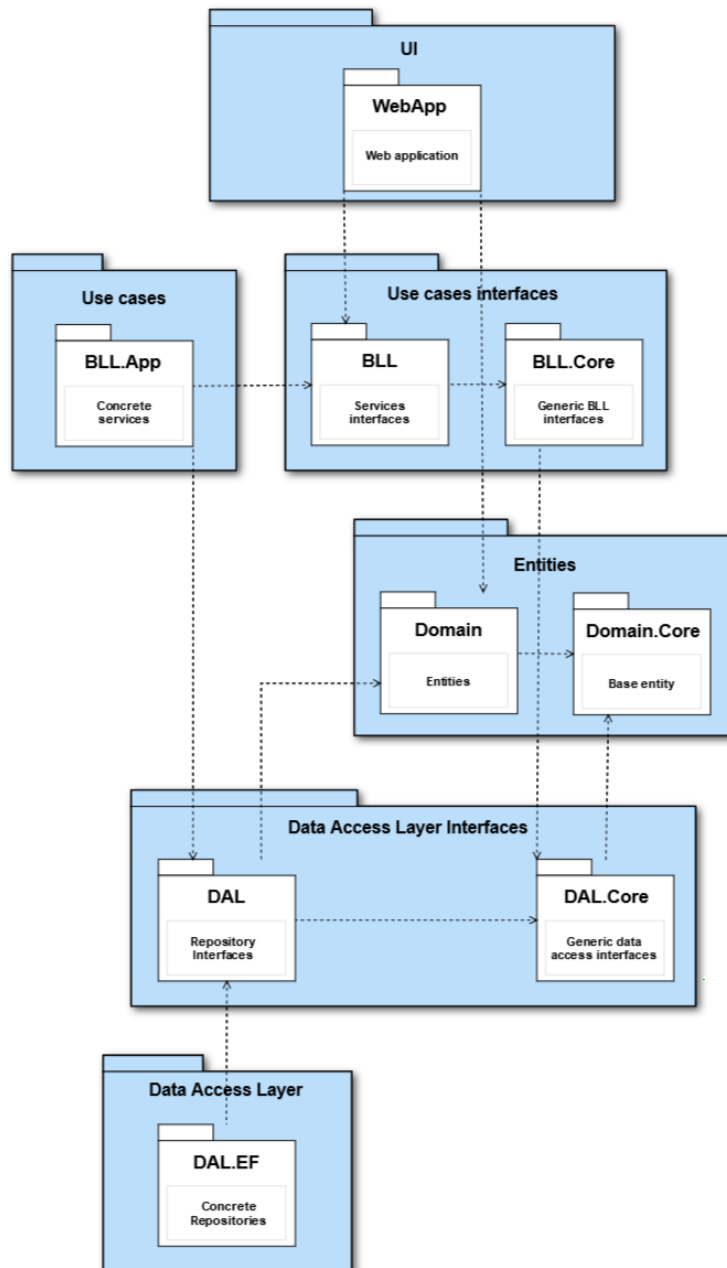 UI
WebApp
Web application
Use cases
BLL.App
Concrete
services
Use cases interfaces
BLL
Services
interfaces
BLL.Core
Generic BLL
interfaces
Entities
Domain
Entities
Domain.Core
Base entity
Data Access Layer Interfaces
DAL
Repository
Interfaces
DAL.Core
Generic data
access interfaces
Data Access Layer
DAL.EF
Concrete
Repositories